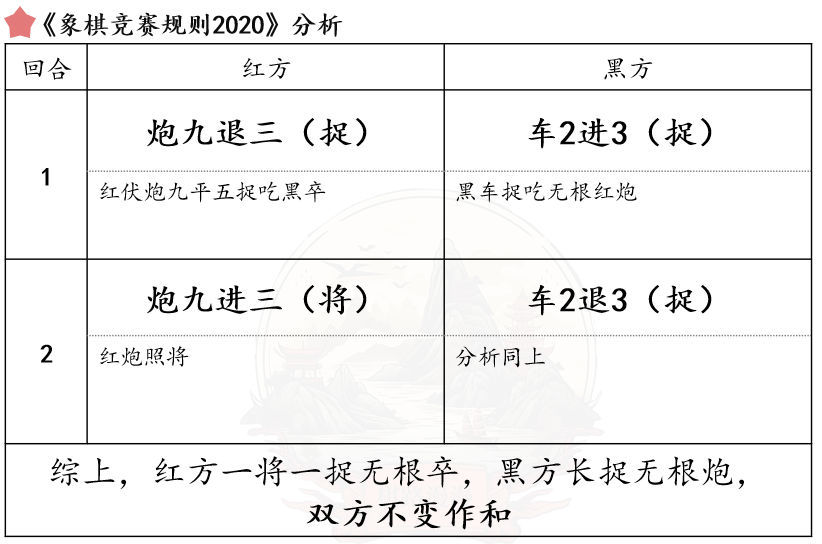 《象棋竞赛规则2020》分析
回合 红方 黑方
1
炮九退三（捉） 车2进3（捉）
红伏炮九平五捉吃黑卒 黑车捉吃无根红炮
2
炮九进三（将） 车2退3（捉）
红炮照将 分析同上
综上，红方一将一捉无根卒，黑方长捉无根炮，
双方不变作和